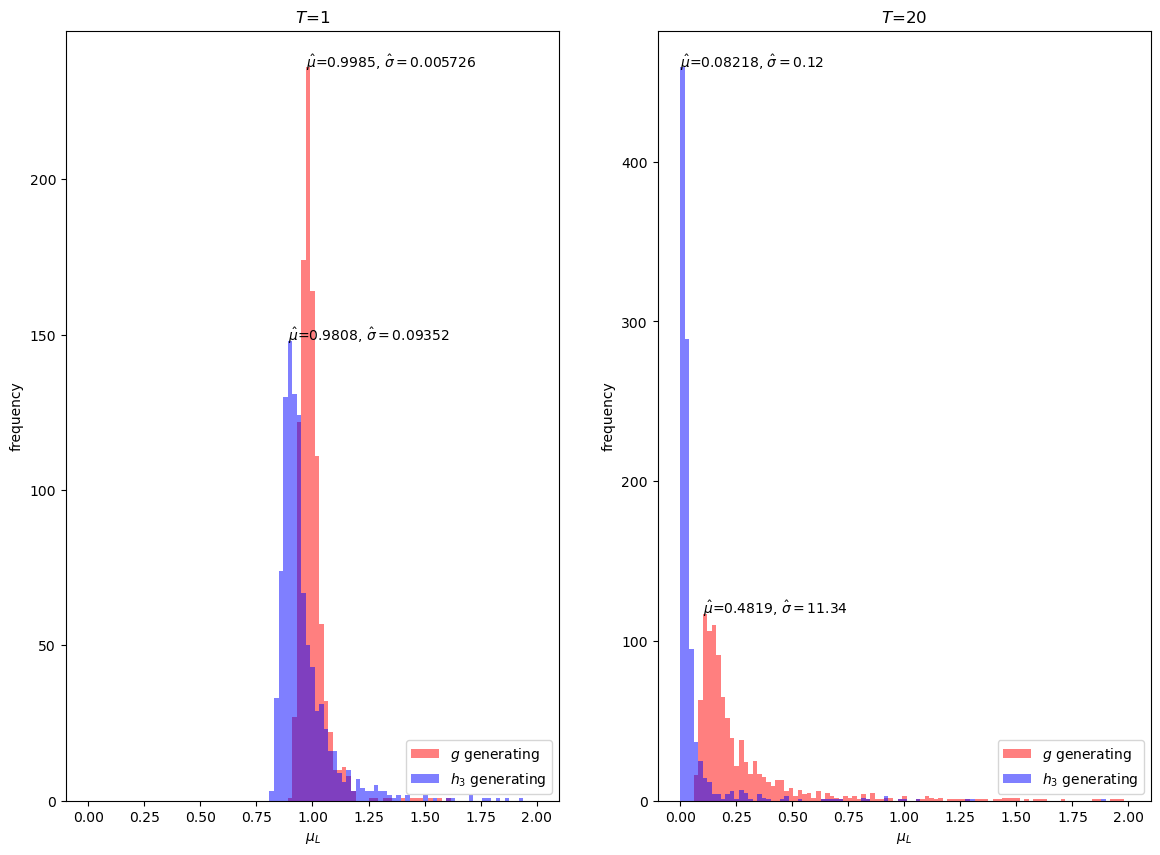 T=1
μ̂=0.9985, σ̂ = 0.005726
μ̂=0.9808, σ̂ = 0.09352
frequency
200
150
100
50
0
0.00 0.25 0.50 0.75 1.00 1.25 1.50 1.75 2.00
μ_L
g generating
h₃ generating
T=20
μ̂=0.08218, σ̂ = 0.12
μ̂=0.4819, σ̂ = 11.34
frequency
400
300
200
100
0
0.00 0.25 0.50 0.75 1.00 1.25 1.50 1.75 2.00
μ_L
g generating
h₃ generating